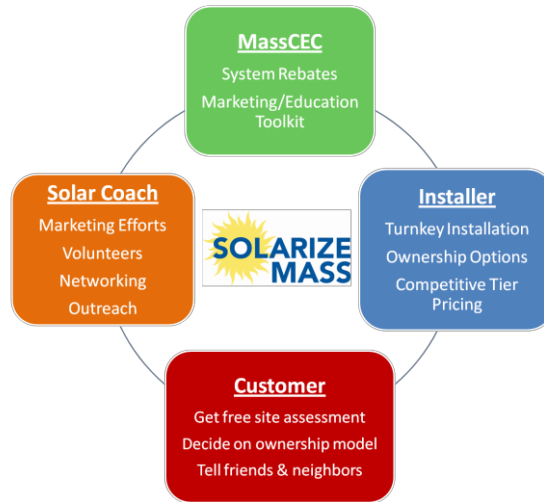 MassCEC
System Rebates
Marketing/Education
Toolkit
Solar Coach
Marketing Efforts
Volunteers
Networking
Outreach
SOLARIZE
MASS
Installer
Turnkey Installation
Ownership Options
Competitive Tier
Pricing
Customer
Get free site assessment
Decide on ownership model
Tell friends & neighbors